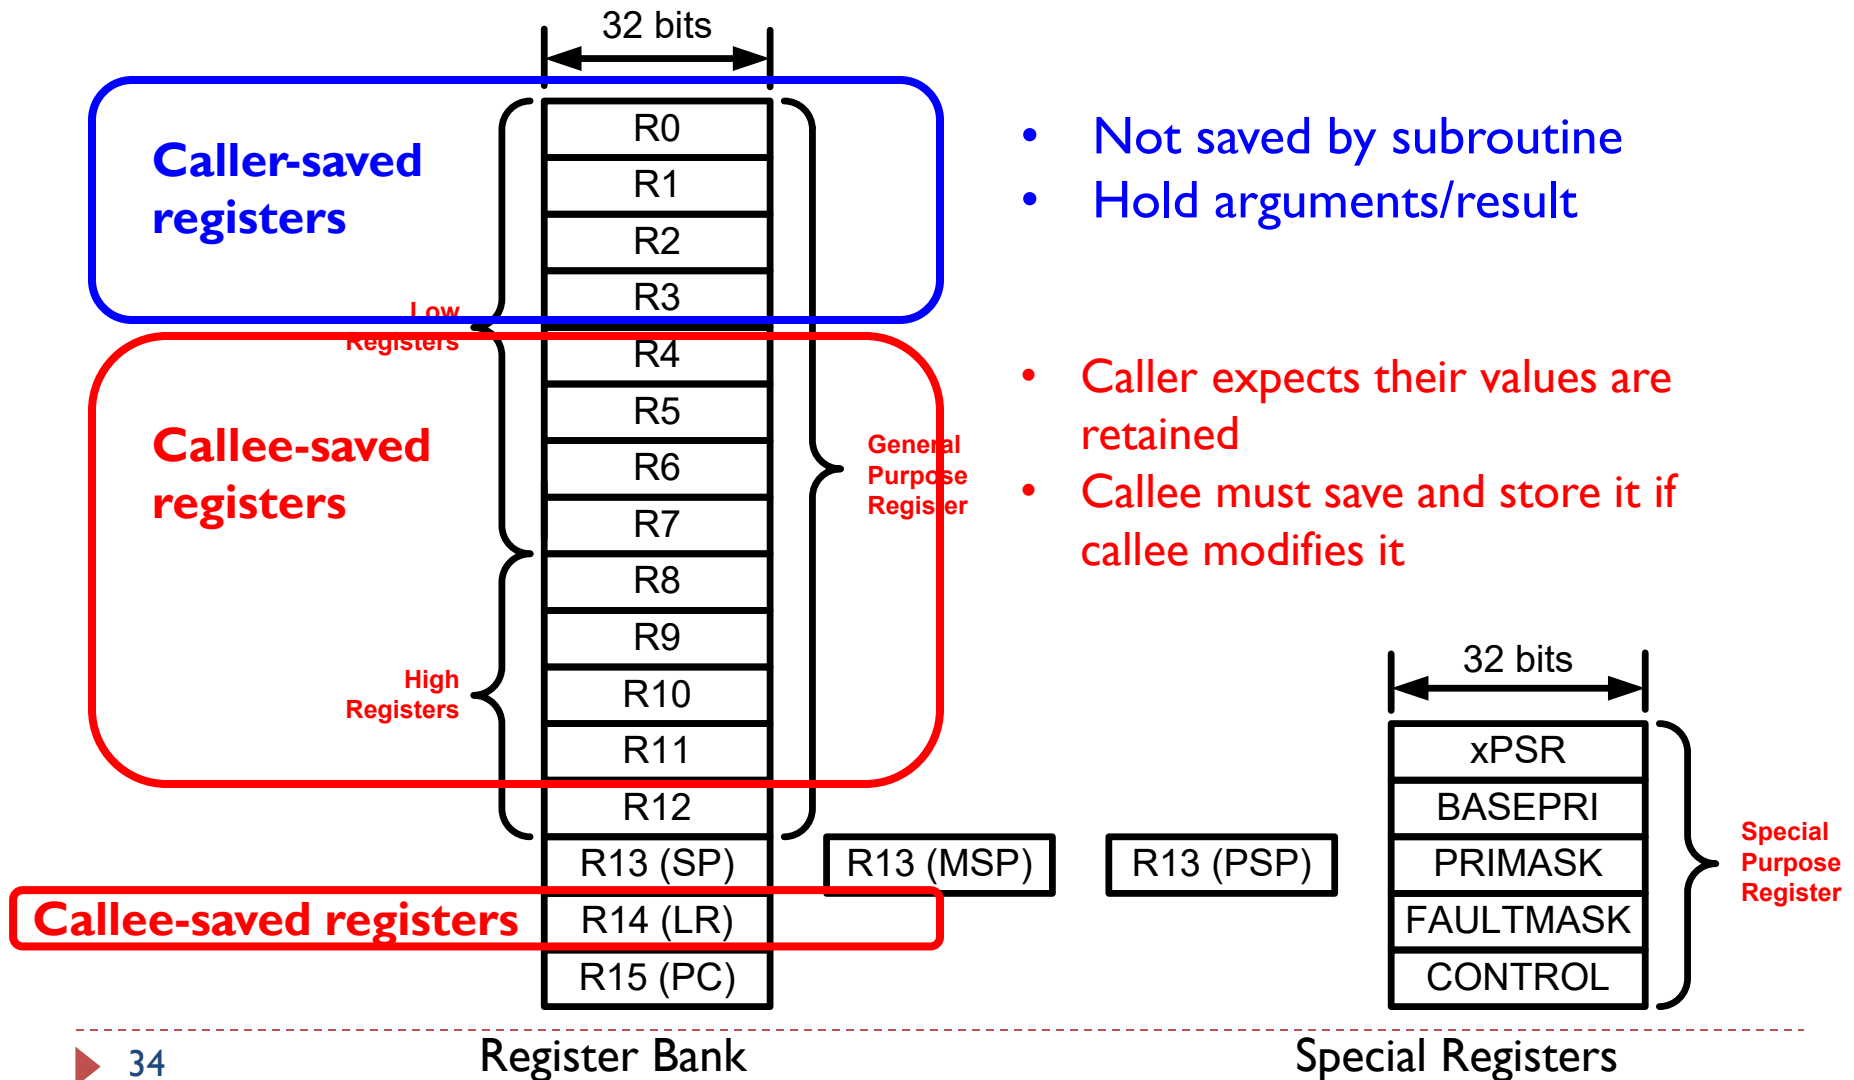 32 bits
Caller-saved
registers
R0
R1
R2
R3
• Not saved by subroutine
• Hold arguments/result
Low
Registers
Callee-saved
registers
R4
R5
R6
R7
R8
R9
R10
R11
R12
General
Purpose
Register
• Caller expects their values are
retained
• Callee must save and store it if
callee modifies it
High
Registers
R13 (SP)
R13 (MSP)
R13 (PSP)
Callee-saved registers
R14 (LR)
R15 (PC)
32 bits
xPSR
BASEPRI
PRIMASK
FAULTMASK
CONTROL
Special
Purpose
Register
34
Register Bank
Special Registers